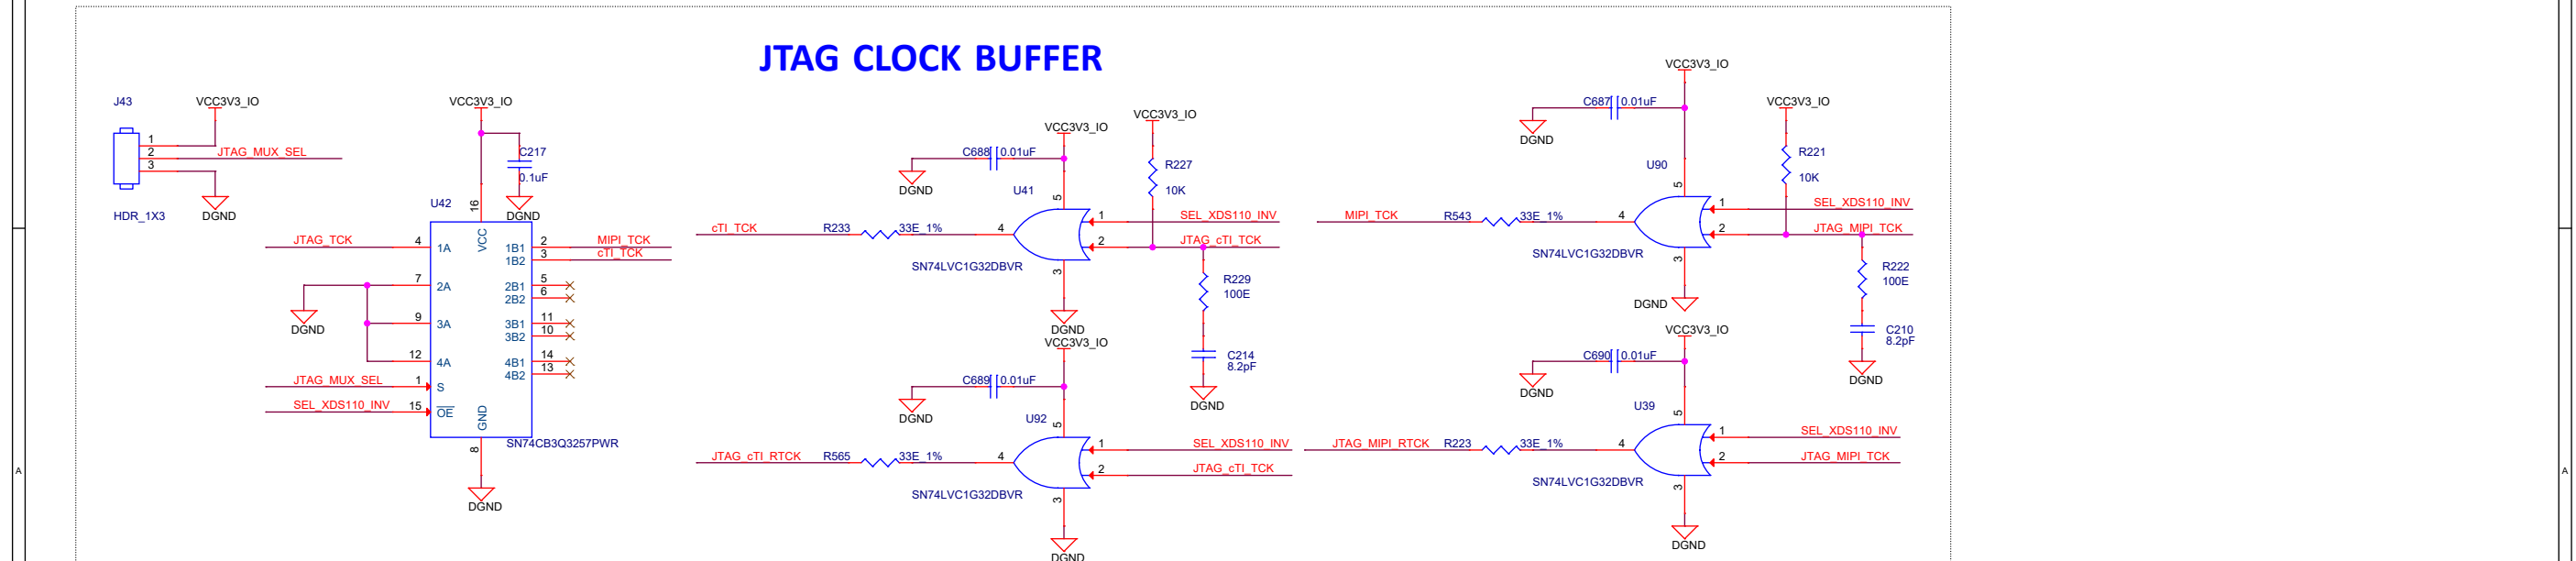 JTAG CLOCK BUFFER
J43
VCC3V3_IO
1
2
3
JTAG_MUX_SEL
HDR_1X3
DGND
VCC3V3_IO
C217
0.1uF
DGND
U42
16
VCC
JTAG_TCK
4
1A
7
2A
9
3A
12
4A
DGND
JTAG_MUX_SEL
1
S
SEL_XDS110_INV
15
OE
1B1
2
MIPI_TCK
1B2
3
cTI_TCK
2B1
5
2B2
6
3B1
11
3B2
10
4B1
14
4B2
13
GND
8
SN74CB3Q3257PWR
DGND
VCC3V3_IO
C688
0.01uF
DGND
U41
5
VCC3V3_IO
R227
10K
cTI_TCK
R233
33E_1%
4
1
SEL_XDS110_INV
2
JTAG_cTI_TCK
SN74LVC1G32DBVR
3
DGND
R229
100E
C214
8.2pF
DGND
VCC3V3_IO
C689
0.01uF
DGND
U92
5
JTAG_cTI_RTCK
R565
33E_1%
4
1
SEL_XDS110_INV
2
JTAG_cTI_TCK
SN74LVC1G32DBVR
3
DGND
VCC3V3_IO
C687
0.01uF
DGND
U90
5
VCC3V3_IO
R221
10K
MIPI_TCK
R543
33E_1%
4
1
SEL_XDS110_INV
2
JTAG_MIPI_TCK
SN74LVC1G32DBVR
3
DGND
R222
100E
C210
8.2pF
DGND
VCC3V3_IO
C690
0.01uF
DGND
U39
5
JTAG_MIPI_RTCK
R223
33E_1%
4
1
SEL_XDS110_INV
2
JTAG_MIPI_TCK
SN74LVC1G32DBVR
3
DGND
A
A